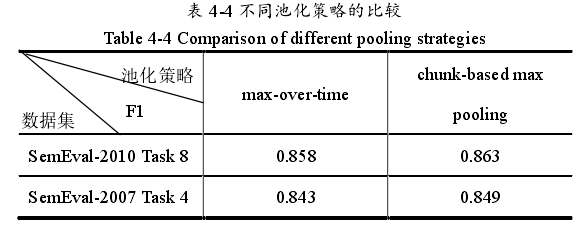 表 4-4 不同池化策略的比较
Table 4-4 Comparison of different pooling strategies
池化策略
F1
数据集
max-over-time
chunk-based max
pooling
SemEval-2010 Task 8 0.858 0.863
SemEval-2007 Task 4 0.843 0.849